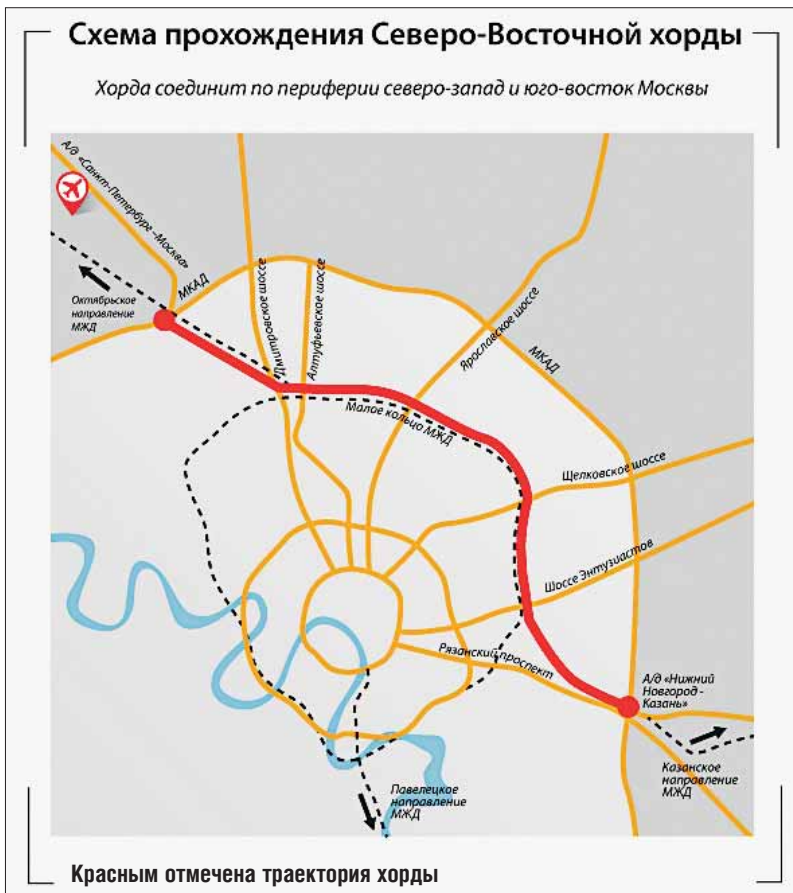 Схема прохождения Северо-Восточной хорды
Хорда соединит по периферии северо-запад и юго-восток Москвы
А/д «Санкт-Петербург –Москва»
Октябрьское
направление
МЖД
МКАД
Дмитровское шоссе
Алтуфьевское шоссе
Ярославское шоссе
МКАД
Малое кольцо МЖД
Щелковское шоссе
Шоссе Энтузиастов
Рязанский проспект
А/д «Нижний
Новгород -
Казань»
Казанское
направление
МЖД
Павелецкое
направление
МЖД
Красным отмечена траектория хорды